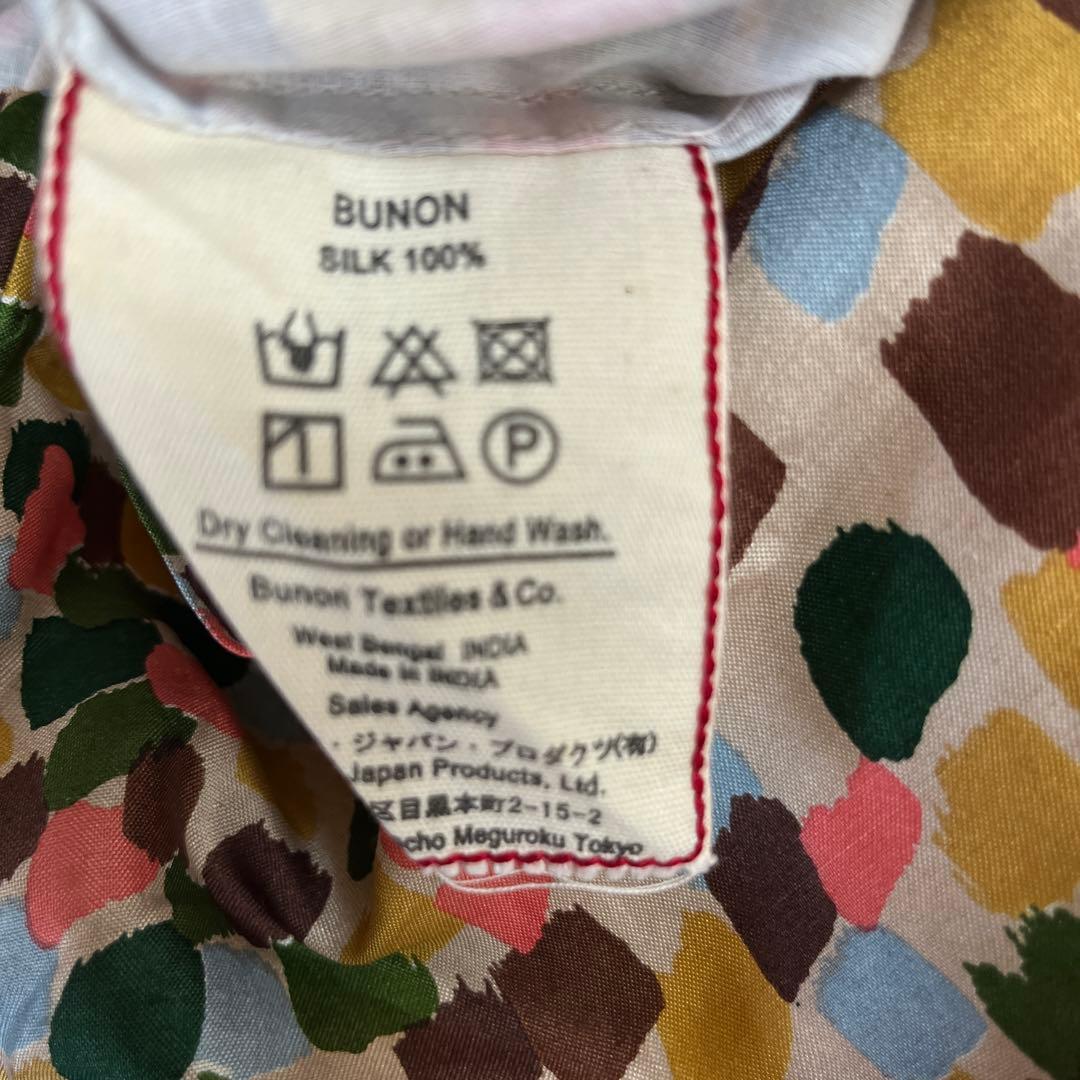 BUNON
SILK 100%
P
Dry Cleaning or Hand Wash.
Bunon Textiles & Co.
West Bengal INDIA
Made in INDIA
Sales Agency
・ジャパン・プロダクツ(有)
Japan Products, Ltd.
区目黒本町2-15-2
ocho Meguroku Tokyo